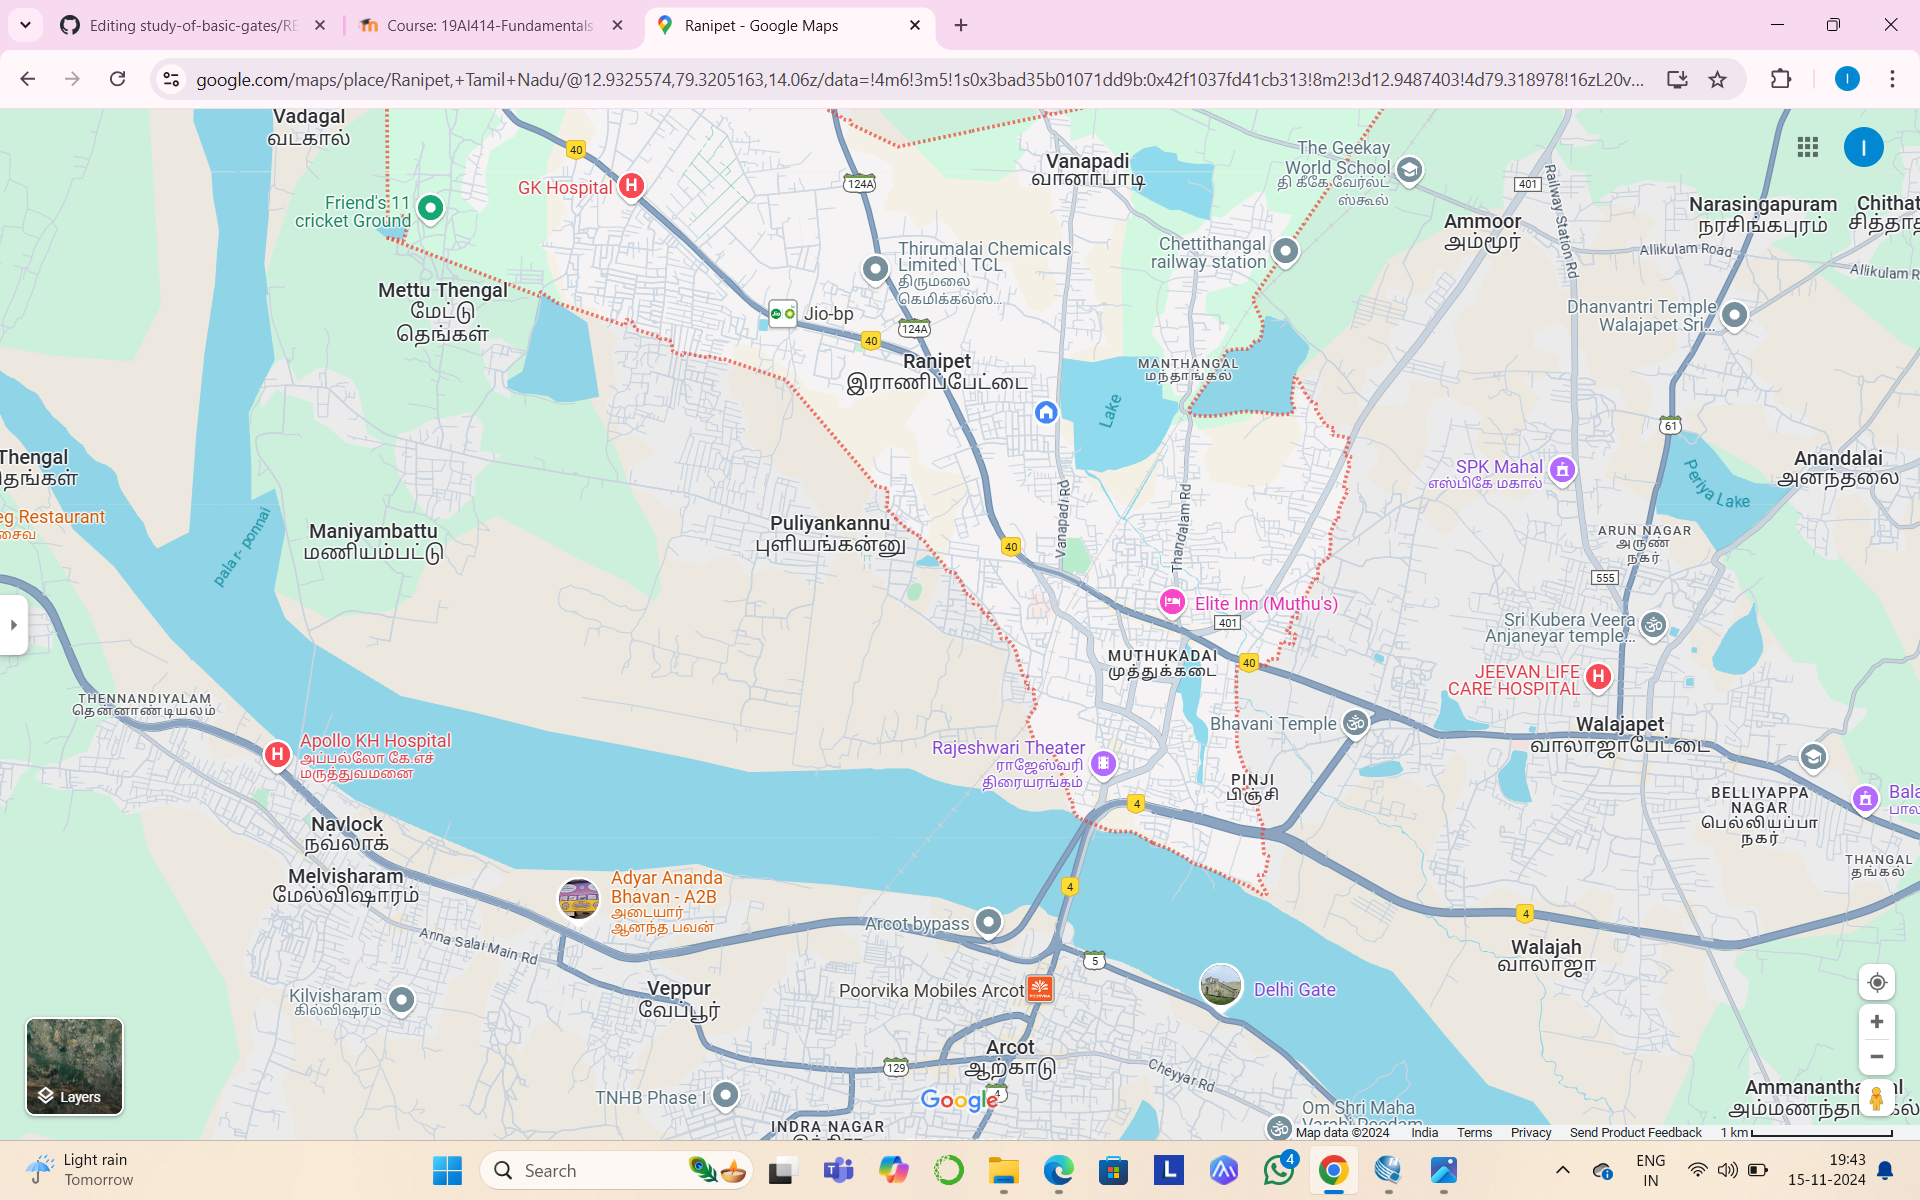 Editing study-of-basic-gates/RE
Course: 19AI414-Fundamentals
Ranipet - Google Maps
google.com/maps/place/Ranipet,+Tamil+Nadu/@12.9325574,79.3205163,14.06z/data=!4m6!3m5!1s0x3bad35b01071dd9b:0x42f1037fd41cb313!8m2!3d12.9487403!4d79.318978!16zL20v...
I
Vadagal
வடகால்
40
GK Hospital
H
124A
Vanapadi
வானாபாடி
The Geekay
World School
தி கீகே வேர்லட்
ஸ்கூல்
401
Railway Station Rd
I
Friend's 11
cricket Ground
Ammoor
அம்மூர்
Narasingapuram
நரசிங்கபுரம்
Allikulam Road
Allikulam R
Thirumalai Chemicals
Limited | TCL
திருமலை
கெமிக்கல்ஸ்...
Chettithangal
railway station
Mettu Thengal
மேட்டு
தெங்கள்
Jio-bp
40
124A
Dhanvantri Temple
Walajapet Sri...
Ranipet
இராணிப்பேட்டை
MANTHANGAL
மந்தாங்கல்
Lake
61
Thengal
தெங்கள்
SPK Mahal
எஸ்பிகே மகால்
Periya Lake
Anandalai
அனந்தலை
eg Restaurant
சைவ
palar- ponnai
Maniyambattu
மணியம்பட்டு
Puliyankannu
புளியங்கன்னு
40
Vanapadi Rd
Thandalam Rd
ARUN NAGAR
அருண்
நகர்
555
Elite Inn (Muthu's)
401
Sri Kubera Veera
Anjaneyar temple...
MUTHUKADAI
முத்துக்கடை
40
JEEVAN LIFE
CARE HOSPITAL
H
THENNANDIYALAM
தென்னாண்டியலம்
Bhavani Temple
Walajapet
வாலாஜாபேட்டை
Apollo KH Hospital
அப்பல்லோ கே.எச்
மருத்துவமனை
H
Rajeshwari Theater
ராஜேஸ்வரி
திரையரங்கம்
4
PINJI
பிஞ்சி
BELLIYAPPA
NAGAR
பெல்லியப்பா
நகர்
Bala
பால
Navlock
நவ்லாக்
Melvisharam
மேல்விஷாரம்
THANGAL
தங்கல்
Adyar Ananda
Bhavan - A2B
அடையார்
ஆனந்த பவன்
4
4
Arcot bypass
Anna Salai Main Rd
Walajah
வாலாஜா
5
Kilvisharam
கில்விஷரம்
Veppur
வேப்பூர்
Poorvika Mobiles Arcot
POORVIKA
Delhi Gate
Arcot
ஆற்காடு
129
Cheyyar Rd
TNHB Phase I
Google
4
Layers
INDRA NAGAR
Om Shri Maha
Map data ©2024 India Terms Privacy Send Product Feedback 1 km
Light rain
Tomorrow
Search
L
4
ENG
IN
19:43
15-11-2024